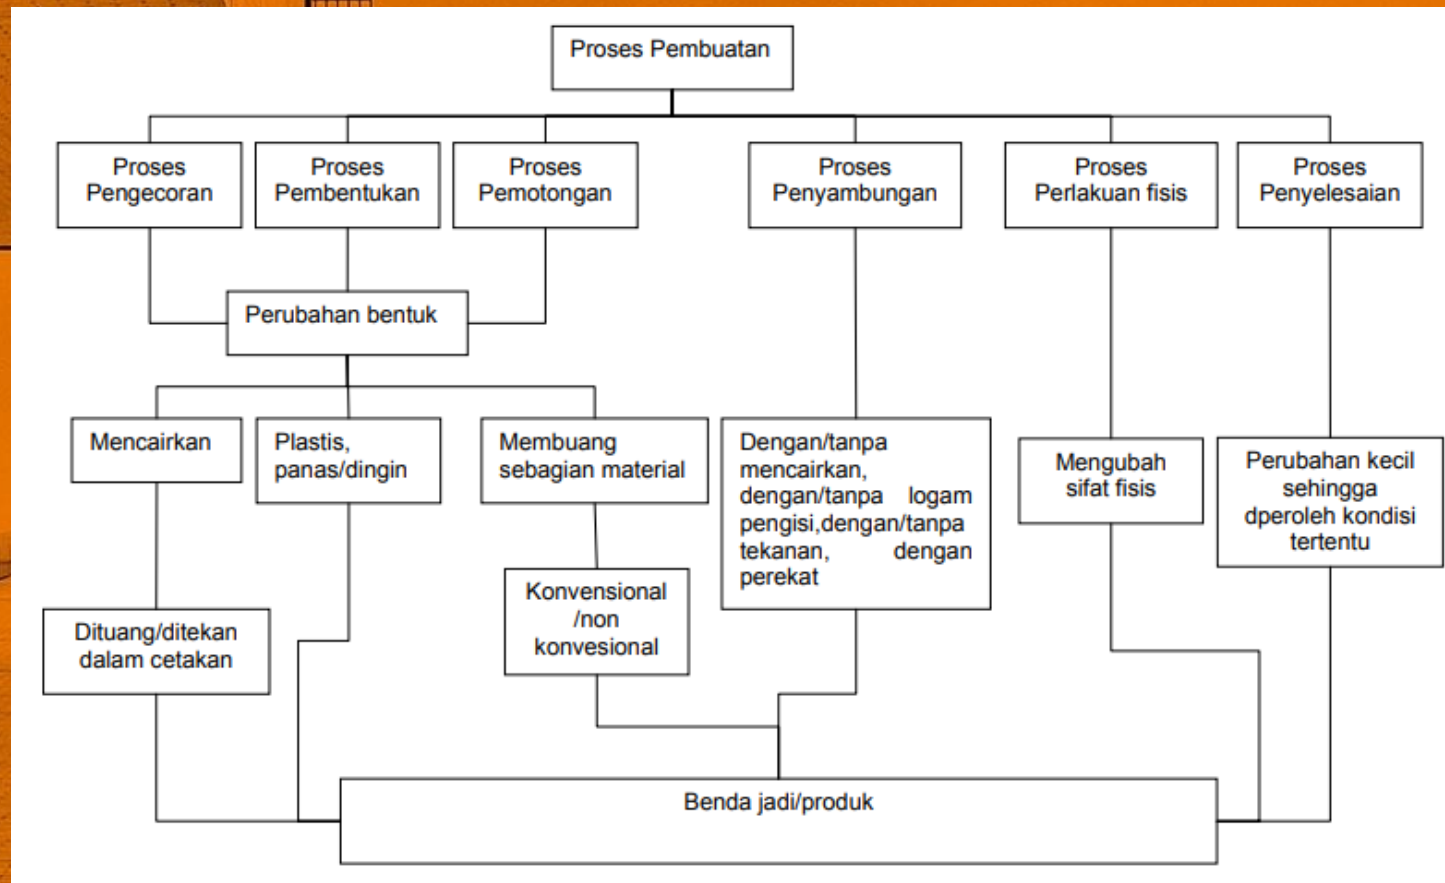 Proses Pembuatan
Proses
Pengecoran
Proses
Pembentukan
Proses
Pemotongan
Proses
Penyambungan
Proses
Perlakuan fisis
Proses
Penyelesaian
Perubahan bentuk
Mencairkan
Plastis,
panas/dingin
Membuang
sebagian material
Dengan/tanpa
mencairkan,
dengan/tanpa logam
pengisi,dengan/tanpa
tekanan, dengan
perekat
Mengubah
sifat fisis
Perubahan kecil
sehingga
dperoleh kondisi
tertentu
Konvensional
/non
konvesional
Dituang/ditekan
dalam cetakan
Benda jadi/produk